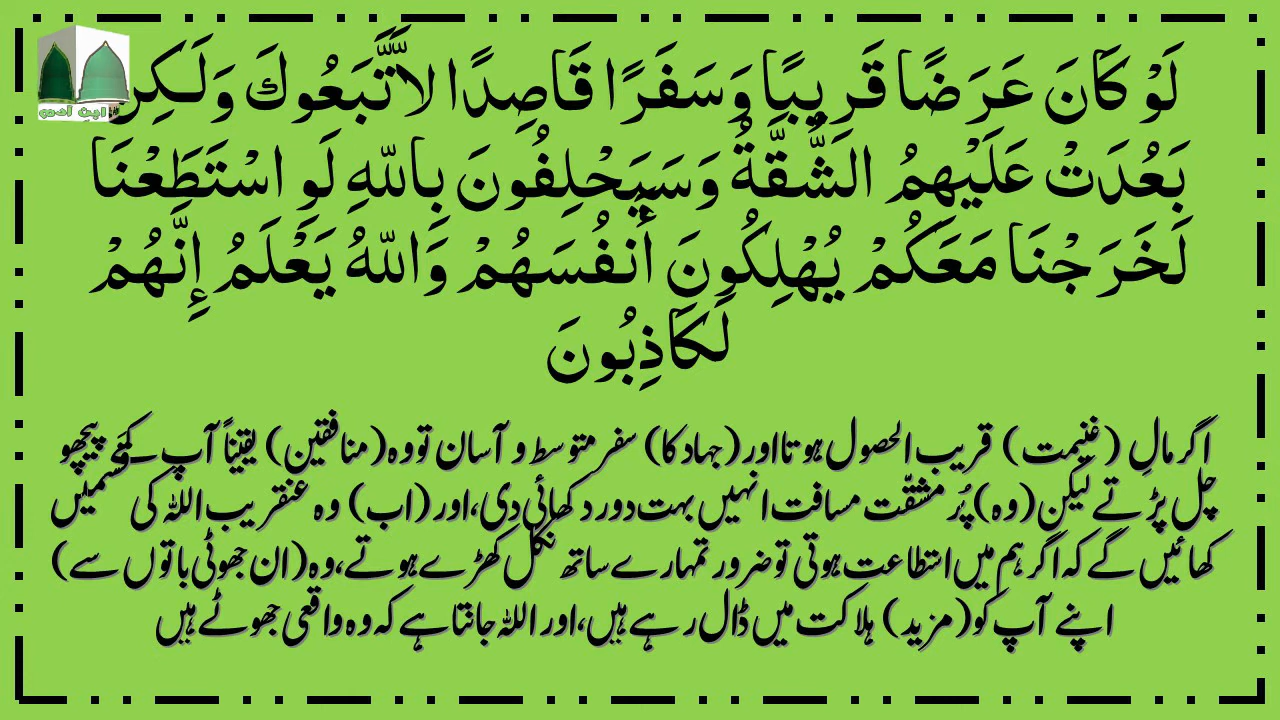 لَوْ كَانَ عَرَضًا قَرِيبًا وَسَفَرًا قَاصِدًا لاَّتَّبَعُوكَ وَلَـكِن
بَعُدَتْ عَلَيْهِمُ الشُّقَّةُ وَسَيَحْلِفُونَ بِاللّهِ لَوِ اسْتَطَعْنَا
لَخَرَجْنَا مَعَكُمْ يُهْلِكُونَ أَنفُسَهُمْ وَاللّهُ يَعْلَمُ إِنَّهُمْ
لَكَاذِبُونَ
اگر مالِ (غنیمت) قریب الحصول ہوتا اور (جہاد کا) سفر متوسط و آسان تو وہ (منافقین) یقیناً آپ کے پیچھے
چل پڑتے لیکن (وہ) پُر مشقّت مسافت انہیں بہت دور دکھائی دی، اور (اب) وہ عنقریب اللہ کی قسمیں
کھائیں گے کہ اگر ہم میں استطاعت ہوتی تو ضرور تمہارے ساتھ نکل کھڑے ہوتے، وہ (ان جھوٹی باتوں سے)
اپنے آپ کو (مزید) ہلاکت میں ڈال رہے ہیں، اور اللہ جانتا ہے کہ وہ واقعی جھوٹے ہیں